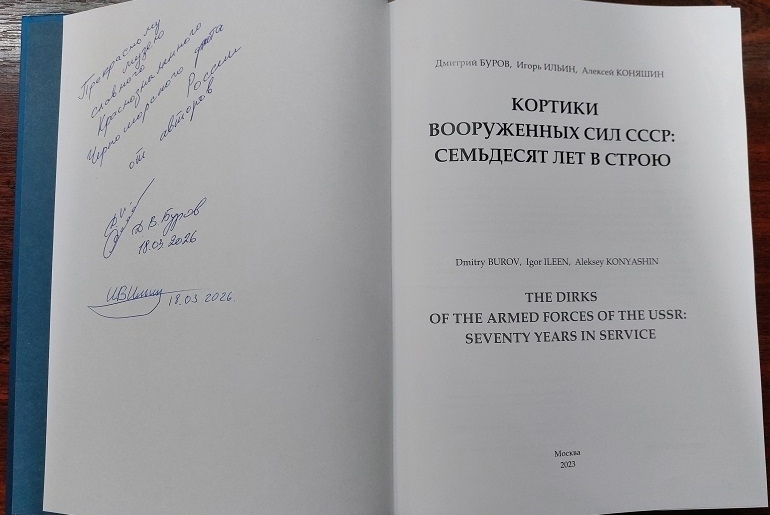 Прекрасному
музею
славного
Краснознаменного
Черноморского флота
России
от авторов
Д.В. Буров
18.03.2026
И.В.Ильин 18.03.2026.
Дмитрий БУРОВ, Игорь ИЛЬИН, Алексей КОНЯШИН
КОРТИКИ
ВООРУЖЕННЫХ СИЛ СССР:
СЕМЬДЕСЯТ ЛЕТ В СТРОЮ
Dmitry BUROV, Igor ILEEN, Aleksey KONYASHIN
THE DIRKS
OF THE ARMED FORCES OF THE USSR:
SEVENTY YEARS IN SERVICE
Москва
2023